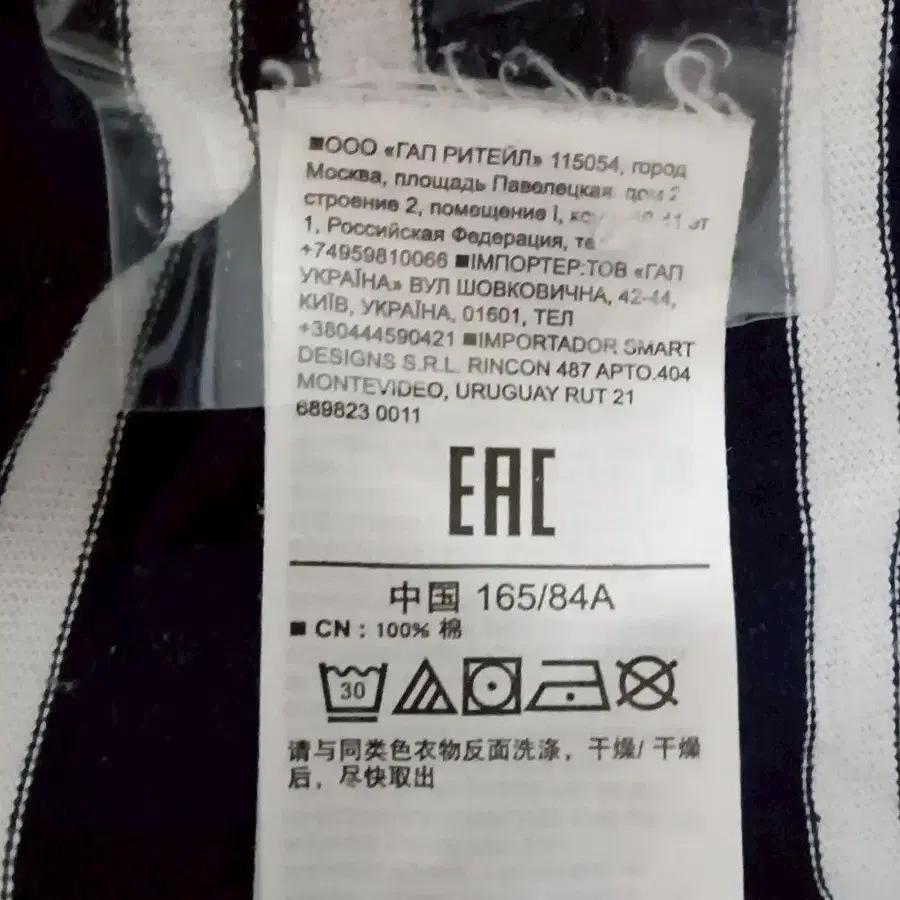 ■ООО «ГАП РИТЕЙЛ» 115054, город
Москва, площадь Павелецкая, дом 2
строение 2, помещение I, 11 эт
1, Российская Федерация,
+74959810066 ■ІМПОРТЕР:ТОВ «ГАП
УКРАЇНА» ВУЛ ШОВКОВИЧНА, 42-44,
КИЇВ, УКРАЇНА, 01601, ТЕЛ
+380444590421 ■IMPORTADOR SMART
DESIGNS S.R.L. RINCON 487 APTO.404
MONTEVIDEO, URUGUAY RUT 21
689823 0011
EAC
中国 165/84A
■ CN : 100% 棉
30
请与同类色衣物反面洗涤，干燥/ 干燥
后，尽快取出